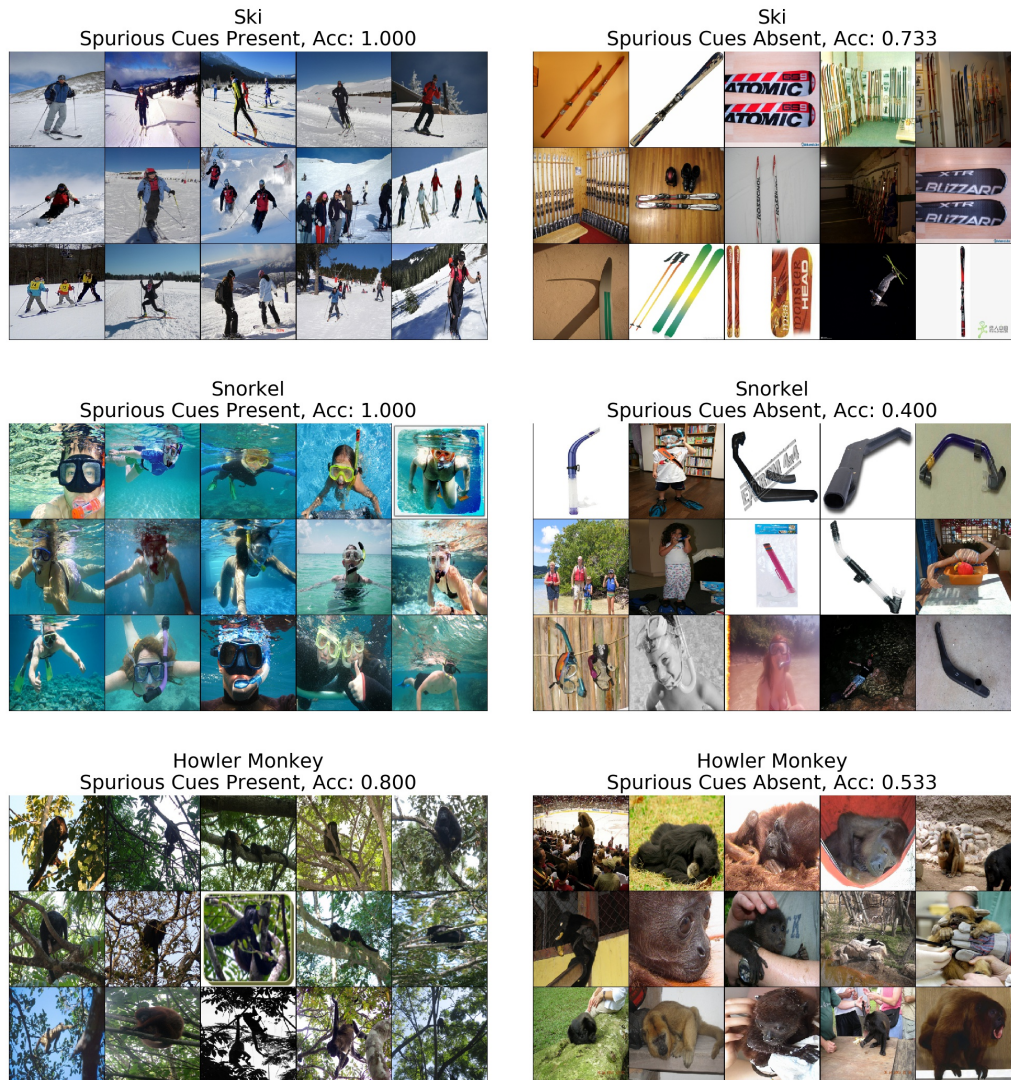 Ski
Spurious Cues Present, Acc: 1.000
Ski
Spurious Cues Absent, Acc: 0.733
ATOMIC
ATOMIC
XTR
BLIZZARD
XTR
BLIZZARD
HEAD
Snorkel
Spurious Cues Present, Acc: 1.000
Snorkel
Spurious Cues Absent, Acc: 0.400
Howler Monkey
Spurious Cues Present, Acc: 0.800
Howler Monkey
Spurious Cues Absent, Acc: 0.533